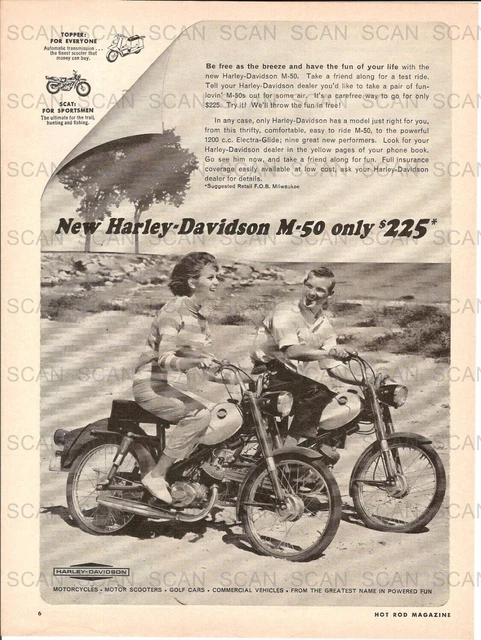 TOPPER:
FOR EVERYONE
Automatic transmission . . .
the finest scooter that
money can buy.
SCAT:
FOR SPORTSMEN
The ultimate for the trail,
hunting and fishing.
Be free as the breeze and have the fun of your life with the
new Harley-Davidson M-50. Take a friend along for a test ride.
Tell your Harley-Davidson dealer you'd like to take a pair of fun-
lovin' M-50s out for some air. It's a carefree way to go for only
$225. Try it! We'll throw the fun in free!
In any case, only Harley-Davidson has a model just right for you,
from this thrifty, comfortable, easy to ride M-50, to the powerful
1200 c.c. Electra-Glide; nine great new performers. Look for your
Harley-Davidson dealer in the yellow pages of your phone book.
Go see him now, and take a friend along for fun. Full insurance
coverage easily available at low cost; ask your Harley-Davidson
dealer for details.
*Suggested Retail F.O.B. Milwaukee
New Harley-Davidson M-50 only $225*
HARLEY-DAVIDSON
MOTORCYCLES • MOTOR SCOOTERS • GOLF CARS • COMMERCIAL VEHICLES • FROM THE GREATEST NAME IN POWERED FUN
6
HOT ROD MAGAZINE
SCAN SCAN SCAN SCAN SCAN SCAN